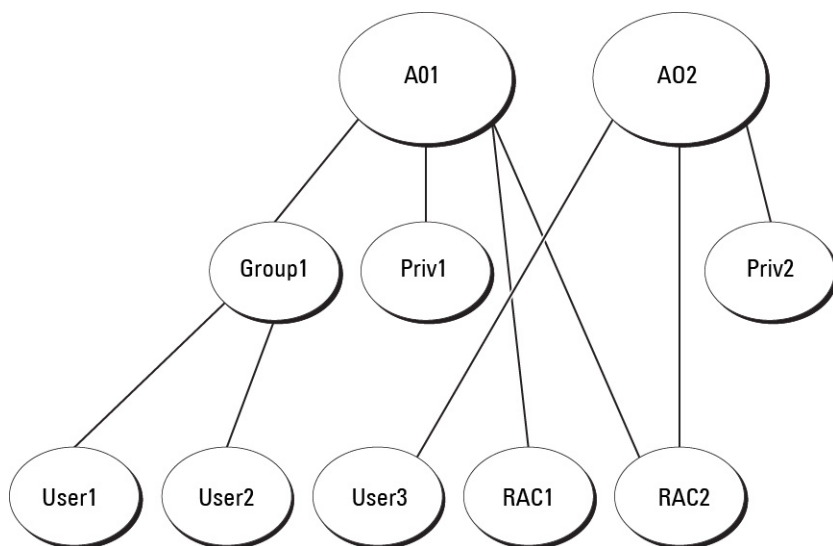 A01
AO2
Group1
Priv1
Priv2
User1
User2
User3
RAC1
RAC2